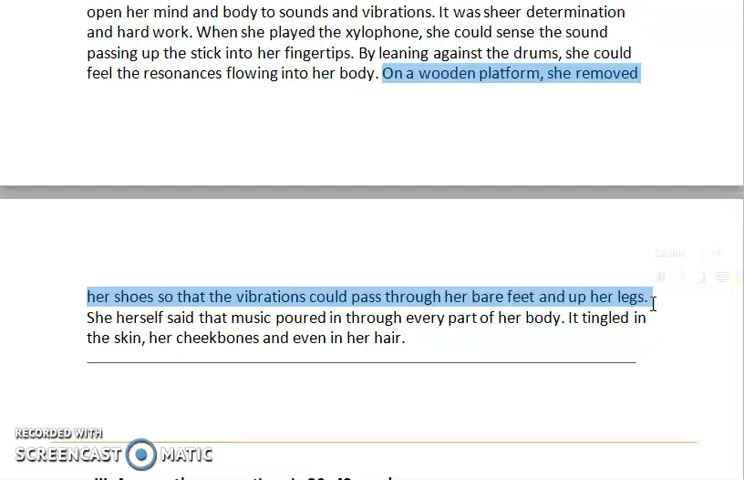 open her mind and body to sounds and vibrations. It was sheer determination
and hard work. When she played the xylophone, she could sense the sound
passing up the stick into her fingertips. By leaning against the drums, she could
feel the resonances flowing into her body. On a wooden platform, she removed
her shoes so that the vibrations could pass through her bare feet and up her legs.
She herself said that music poured in through every part of her body. It tingled in
the skin, her cheekbones and even in her hair.
RECORDED WITH
SCREENCAST MATIC